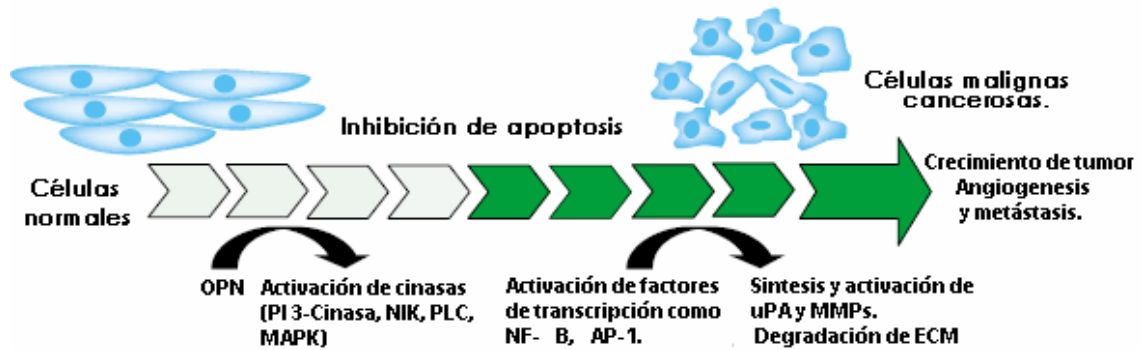 Células malignas
cancerosas.
Inhibición de apoptosis
Células
normales
Crecimiento de tumor
Angiogenesis
y metástasis.
OPN
Activación de cinasas
(PI 3-Cinasa, NIK, PLC,
MAPK)
Activación de factores
de transcripción como
NF- B, AP-1.
Sintesis y activación de
uPA y MMPs.
Degradación de ECM